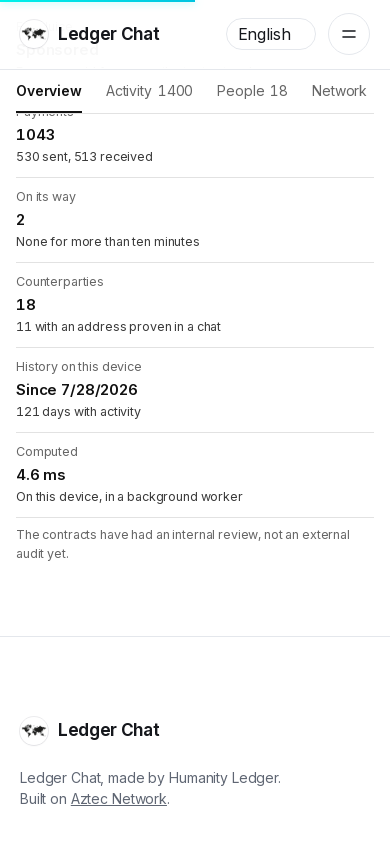 Ledger Chat
English
Sponsored
Overview
Activity 1400
People 18
Network
Payments
1043
530 sent, 513 received
On its way
2
None for more than ten minutes
Counterparties
18
11 with an address proven in a chat
History on this device
Since 7/28/2026
121 days with activity
Computed
4.6 ms
On this device, in a background worker
The contracts have had an internal review, not an external
audit yet.
Ledger Chat
Ledger Chat, made by Humanity Ledger.
Built on Aztec Network.